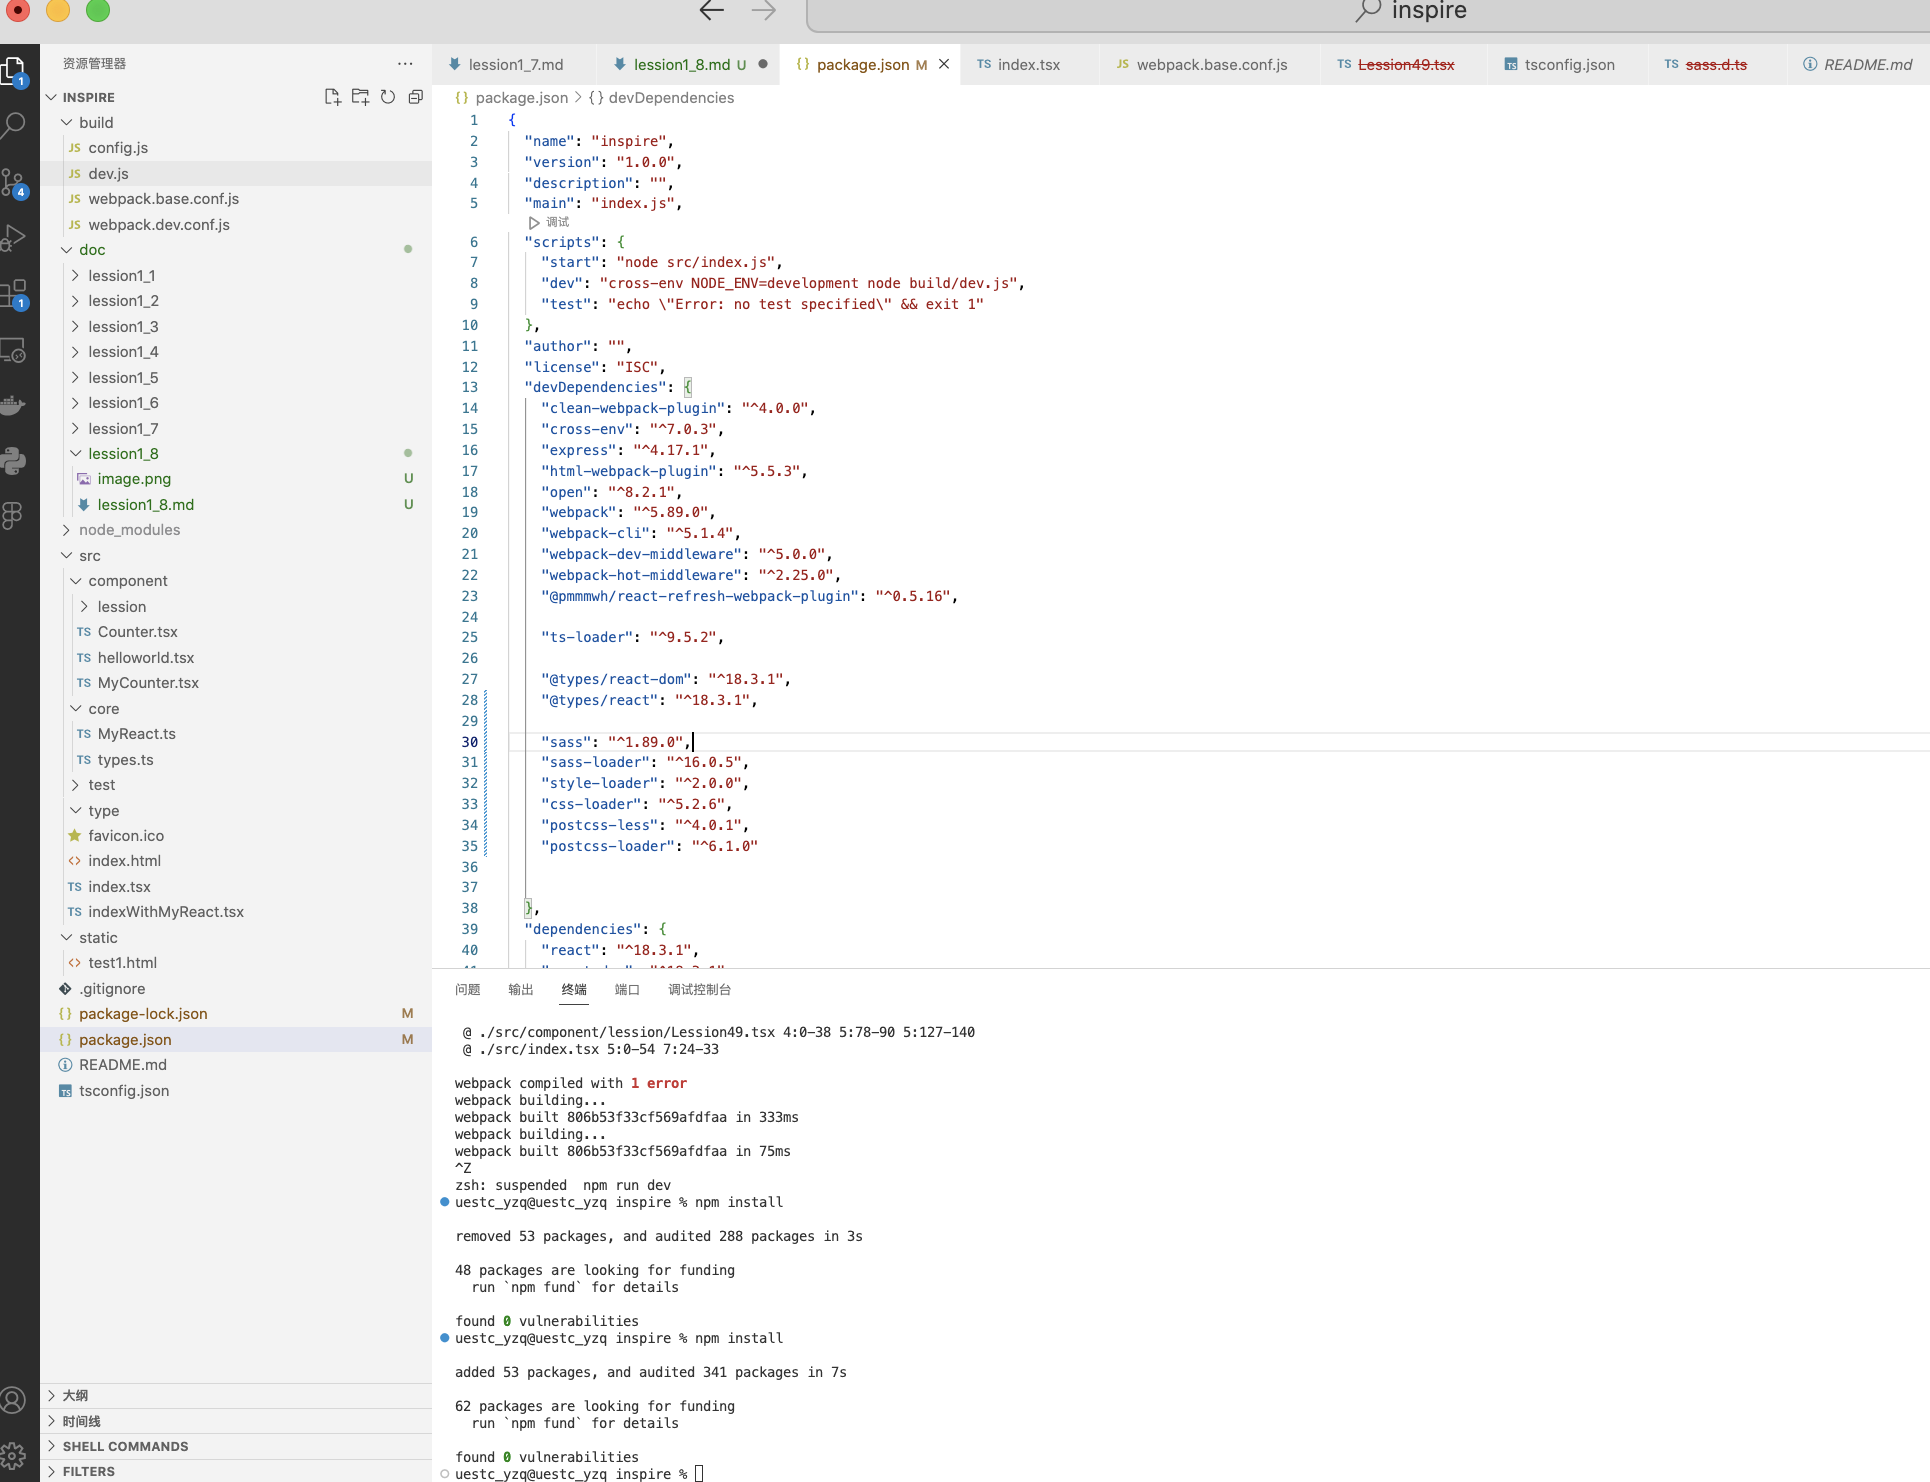 inspire
资源管理器
INSPIRE
build
JS config.js
JS dev.js
JS webpack.base.conf.js
JS webpack.dev.conf.js
doc
lession1_1
lession1_2
lession1_3
lession1_4
lession1_5
lession1_6
lession1_7
lession1_8
image.png U
lession1_8.md U
node_modules
src
component
lession
TS Counter.tsx
TS helloworld.tsx
TS MyCounter.tsx
core
TS MyReact.ts
TS types.ts
test
type
favicon.ico
<> index.html
TS index.tsx
TS indexWithMyReact.tsx
static
<> test1.html
.gitignore
{} package-lock.json M
{} package.json M
README.md
TS tsconfig.json
大纲
时间线
SHELL COMMANDS
FILTERS
1
4
1
lession1_7.md lession1_8.md U {} package.json M TS index.tsx JS webpack.base.conf.js TS Lession49.tsx TS tsconfig.json TS sass.d.ts README.md
{} package.json > {} devDependencies
1 {
2 "name": "inspire",
3 "version": "1.0.0",
4 "description": "",
5 "main": "index.js",
调试
6 "scripts": {
7 "start": "node src/index.js",
8 "dev": "cross-env NODE_ENV=development node build/dev.js",
9 "test": "echo \"Error: no test specified\" && exit 1"
10 },
11 "author": "",
12 "license": "ISC",
13 "devDependencies": {
14 "clean-webpack-plugin": "^4.0.0",
15 "cross-env": "^7.0.3",
16 "express": "^4.17.1",
17 "html-webpack-plugin": "^5.5.3",
18 "open": "^8.2.1",
19 "webpack": "^5.89.0",
20 "webpack-cli": "^5.1.4",
21 "webpack-dev-middleware": "^5.0.0",
22 "webpack-hot-middleware": "^2.25.0",
23 "@pmmmwh/react-refresh-webpack-plugin": "^0.5.16",
24
25 "ts-loader": "^9.5.2",
26
27 "@types/react-dom": "^18.3.1",
28 "@types/react": "^18.3.1",
29
30 "sass": "^1.89.0",
31 "sass-loader": "^16.0.5",
32 "style-loader": "^2.0.0",
33 "css-loader": "^5.2.6",
34 "postcss-less": "^4.0.1",
35 "postcss-loader": "^6.1.0"
36
37
38 },
39 "dependencies": {
40 "react": "^18.3.1",
问题 输出 终端 端口 调试控制台
@ ./src/component/lession/Lession49.tsx 4:0-38 5:78-90 5:127-140
@ ./src/index.tsx 5:0-54 7:24-33
webpack compiled with 1 error
webpack building...
webpack built 806b53f33cf569afdfaa in 333ms
webpack building...
webpack built 806b53f33cf569afdfaa in 75ms
^Z
zsh: suspended npm run dev
uestc_yzq@uestc_yzq inspire % npm install
removed 53 packages, and audited 288 packages in 3s
48 packages are looking for funding
run `npm fund` for details
found 0 vulnerabilities
uestc_yzq@uestc_yzq inspire % npm install
added 53 packages, and audited 341 packages in 7s
62 packages are looking for funding
run `npm fund` for details
found 0 vulnerabilities
uestc_yzq@uestc_yzq inspire %